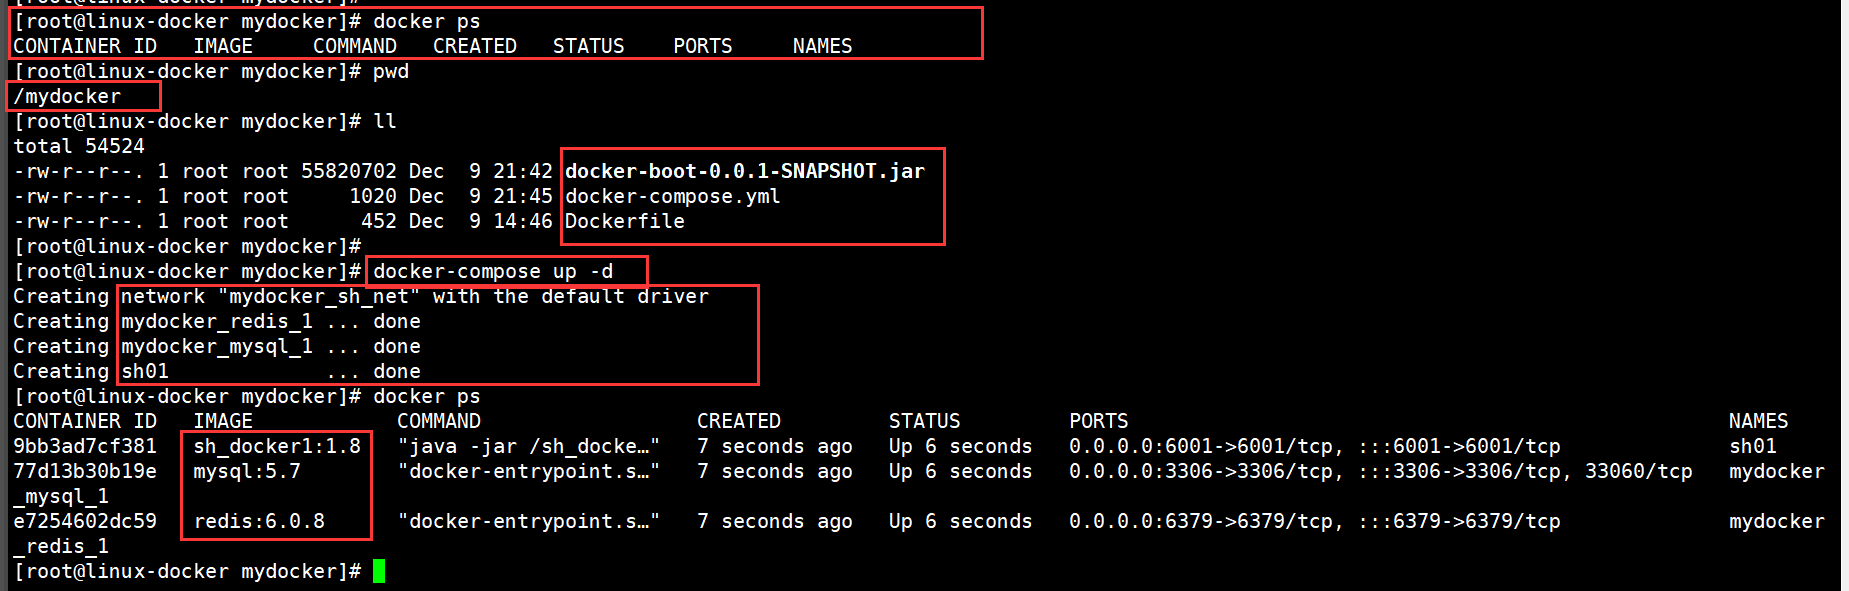 [root@linux-docker mydocker]#
[root@linux-docker mydocker]# docker ps
CONTAINER ID   IMAGE     COMMAND   CREATED   STATUS    PORTS     NAMES
[root@linux-docker mydocker]# pwd
/mydocker
[root@linux-docker mydocker]# ll
total 54524
-rw-r--r--. 1 root root 55820702 Dec  9 21:42 docker-boot-0.0.1-SNAPSHOT.jar
-rw-r--r--. 1 root root     1020 Dec  9 21:45 docker-compose.yml
-rw-r--r--. 1 root root      452 Dec  9 14:46 Dockerfile
[root@linux-docker mydocker]#
[root@linux-docker mydocker]# docker-compose up -d
Creating network "mydocker_sh_net" with the default driver
Creating mydocker_redis_1 ... done
Creating mydocker_mysql_1 ... done
Creating sh01             ... done
[root@linux-docker mydocker]# docker ps
CONTAINER ID   IMAGE            COMMAND                  CREATED         STATUS         PORTS                                                  NAMES
9bb3ad7cf381   sh_docker1:1.8   "java -jar /sh_docke…"   7 seconds ago   Up 6 seconds   0.0.0.0:6001->6001/tcp, :::6001->6001/tcp              sh01
77d13b30b19e   mysql:5.7        "docker-entrypoint.s…"   7 seconds ago   Up 6 seconds   0.0.0.0:3306->3306/tcp, :::3306->3306/tcp, 33060/tcp   mydocker
_mysql_1
e7254602dc59   redis:6.0.8      "docker-entrypoint.s…"   7 seconds ago   Up 6 seconds   0.0.0.0:6379->6379/tcp, :::6379->6379/tcp              mydocker
_redis_1
[root@linux-docker mydocker]#